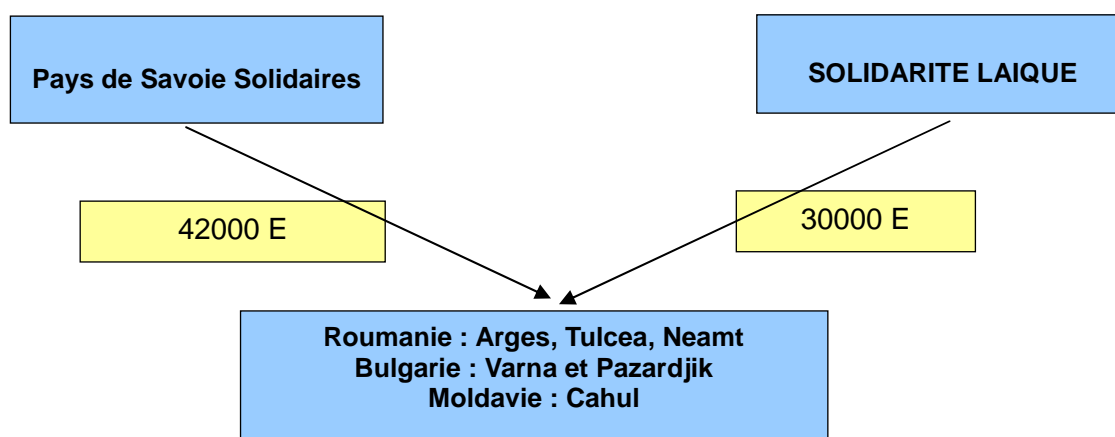 Pays de Savoie Solidaires
SOLIDARITE LAIQUE
42000 E
30000 E
Roumanie : Arges, Tulcea, Neamt
Bulgarie : Varna et Pazardjik
Moldavie : Cahul